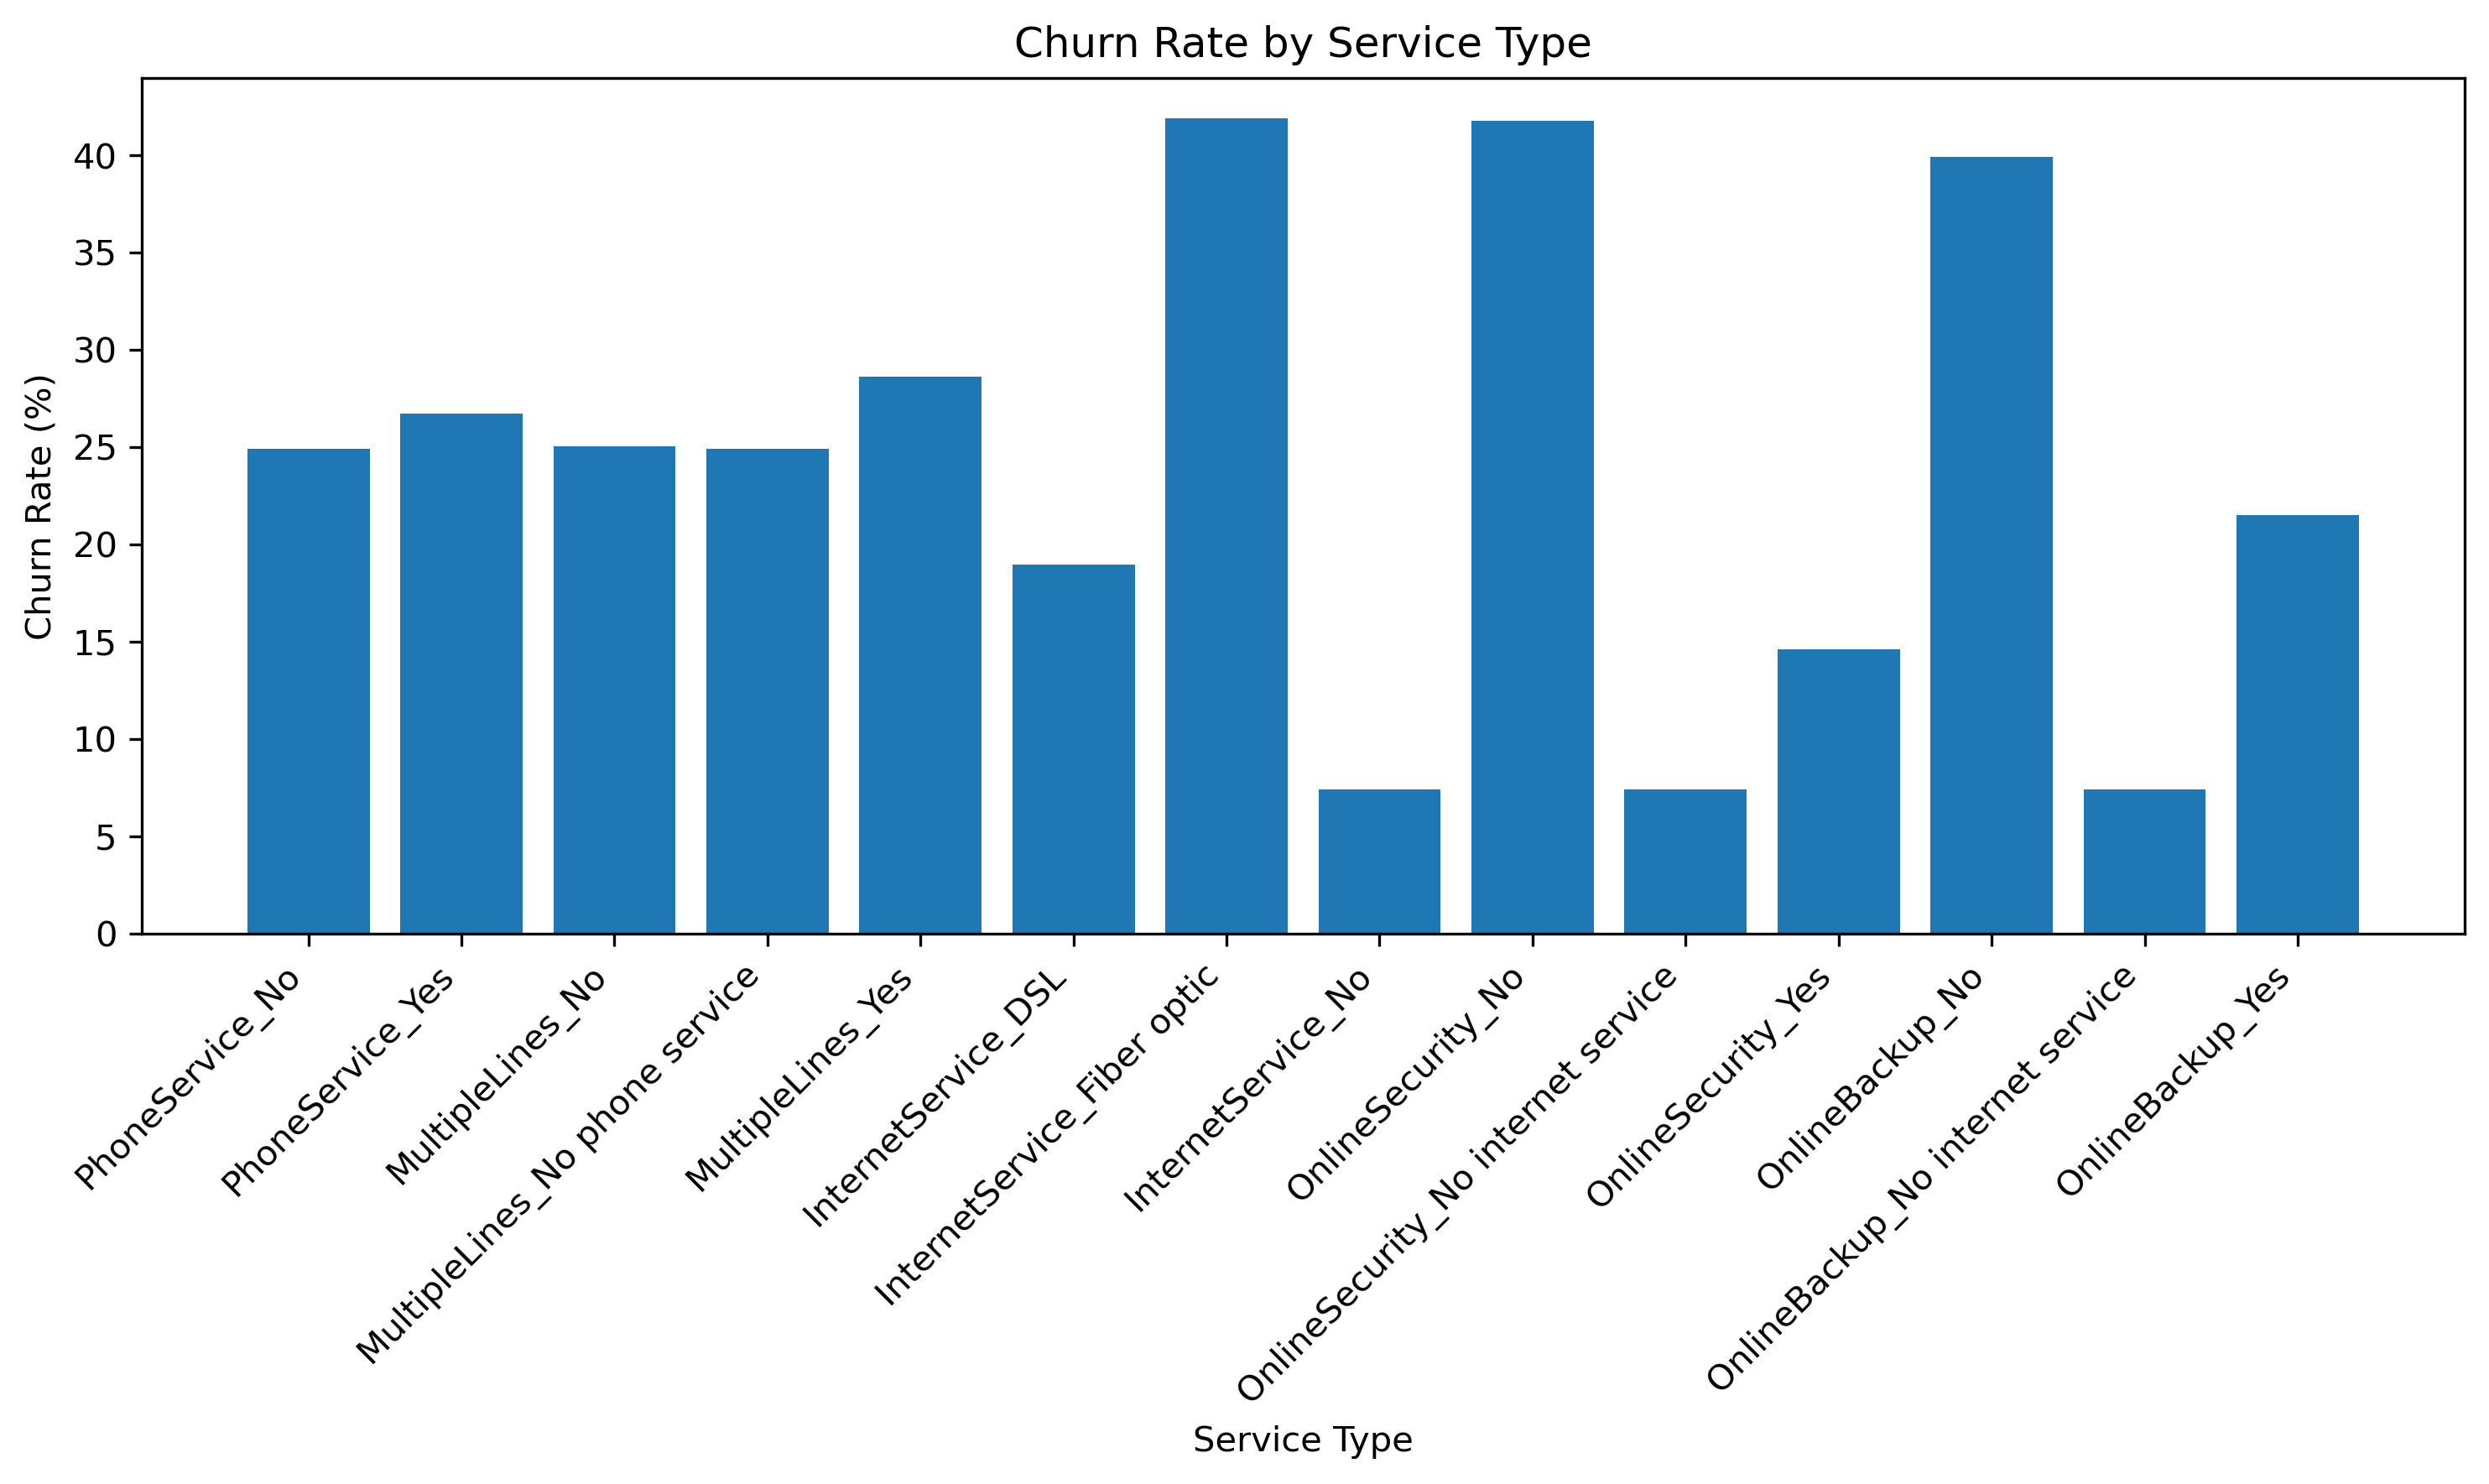 Churn Rate by Service Type
Churn Rate (%)
40
35
30
25
20
15
10
5
0
PhoneService_No
PhoneService_Yes
MultipleLines_No
MultipleLines_No phone service
MultipleLines_Yes
InternetService_DSL
InternetService_Fiber optic
InternetService_No
OnlineSecurity_No
OnlineSecurity_No internet service
OnlineSecurity_Yes
OnlineBackup_No
OnlineBackup_No internet service
OnlineBackup_Yes
Service Type